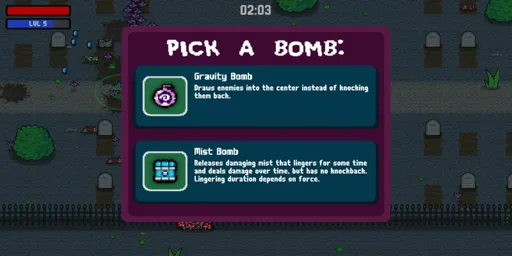 02:03
LVL 5
PICK A BOMB:
Gravity Bomb
Draws enemies into the center instead of knocking
them back.
Mist Bomb
Releases damaging mist that lingers for some time
and deals damage over time, but has no knockback.
Lingering duration depends on force.